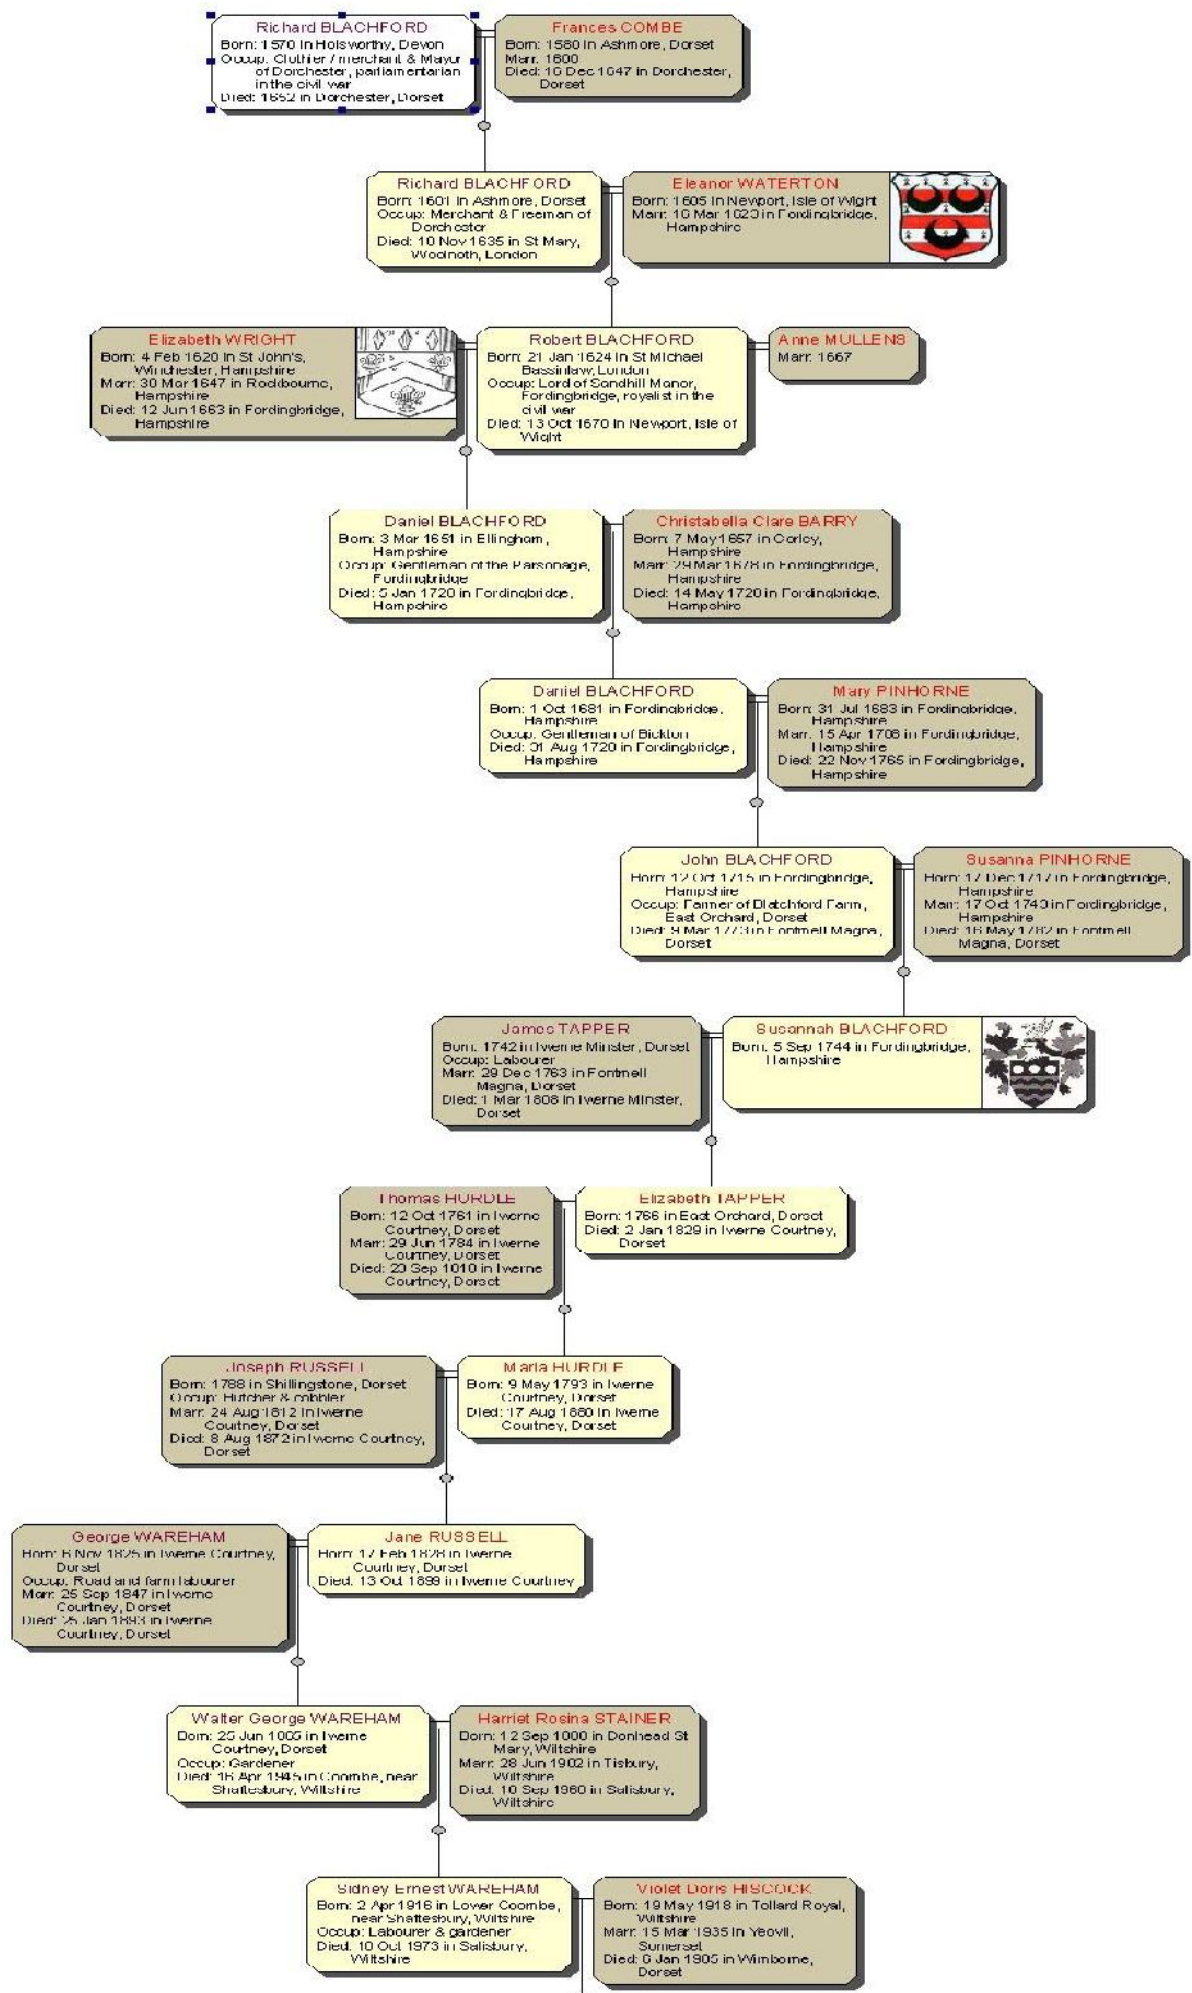 Richard BLACHFORD
Born: 1570 in Holsworthy, Devon
Occup: Clothier / merchant & Mayor
of Dorchester, parliamentarian
in the civil war
Died: 1652 in Dorchester, Dorset
Frances COMBE
Born: 1580 in Ashmore, Dorset
Marr: 1600
Died: 16 Dec 1647 in Dorchester,
Dorset
Richard BLACHFORD
Born: 1601 in Ashmore, Dorset
Occup: Merchant & Freeman of
Dorchester
Died: 10 Nov 1635 in St Mary,
Woolnoth, London
Eleanor WATERTON
Born: 1605 in Newport, Isle of Wight
Marr: 16 Mar 1623 in Fordingbridge,
Hampshire
Elizabeth WRIGHT
Born: 4 Feb 1620 in St John's,
Winchester, Hampshire
Marr: 30 Mar 1647 in Rockbourne,
Hampshire
Died: 12 Jun 1663 in Fordingbridge,
Hampshire
Robert BLACHFORD
Born: 21 Jan 1624 in St Michael
Bassinlaw, London
Occup: Lord of Sandhill Manor,
Fordingbridge, royalist in the
civil war
Died: 13 Oct 1670 in Newport, Isle of
Wight
Anne MULLENS
Marr: 1667
Daniel BLACHFORD
Born: 3 Mar 1651 in Ellingham,
Hampshire
Occup: Gentleman of the Parsonage,
Fordingbridge
Died: 5 Jan 1720 in Fordingbridge,
Hampshire
Christabella Clare BARRY
Born: 7 May 1657 in Corley,
Hampshire
Marr: 29 Mar 1678 in Fordingbridge,
Hampshire
Died: 14 May 1720 in Fordingbridge,
Hampshire
Daniel BLACHFORD
Born: 1 Oct 1681 in Fordingbridge,
Hampshire
Occup: Gentleman of Bickton
Died: 31 Aug 1720 in Fordingbridge,
Hampshire
Mary PINHORNE
Born: 31 Jul 1683 in Fordingbridge,
Hampshire
Marr: 15 Apr 1708 in Fordingbridge,
Hampshire
Died: 22 Nov 1765 in Fordingbridge,
Hampshire
John BLACHFORD
Born: 12 Oct 1715 in Fordingbridge,
Hampshire
Occup: Farmer of Blatchford Farm,
East Orchard, Dorset
Died: 9 Mar 1773 in Fontmell Magna,
Dorset
Susanna PINHORNE
Born: 17 Dec 1717 in Fordingbridge,
Hampshire
Marr: 17 Oct 1743 in Fordingbridge,
Hampshire
Died: 16 May 1782 in Fontmell
Magna, Dorset
James TAPPER
Born: 1742 in Iwerne Minster, Dorset
Occup: Labourer
Marr: 29 Dec 1763 in Fontmell
Magna, Dorset
Died: 1 Mar 1808 in Iwerne Minster,
Dorset
Susannah BLACHFORD
Born: 5 Sep 1744 in Fordingbridge,
Hampshire
Thomas HURDLE
Born: 12 Oct 1761 in Iwerne
Courtney, Dorset
Marr: 29 Jun 1784 in Iwerne
Courtney, Dorset
Died: 23 Sep 1810 in Iwerne
Courtney, Dorset
Elizabeth TAPPER
Born: 1766 in East Orchard, Dorset
Died: 2 Jan 1829 in Iwerne Courtney,
Dorset
Joseph RUSSELL
Born: 1788 in Shillingstone, Dorset
Occup: Butcher & cobbler
Marr: 24 Aug 1812 in Iwerne
Courtney, Dorset
Died: 8 Aug 1872 in Iwerne Courtney,
Dorset
Maria HURDLE
Born: 9 May 1793 in Iwerne
Courtney, Dorset
Died: 17 Aug 1880 in Iwerne
Courtney, Dorset
George WAREHAM
Born: 6 Nov 1825 in Iwerne Courtney,
Dorset
Occup: Road and farm labourer
Marr: 25 Sep 1847 in Iwerne
Courtney, Dorset
Died: 25 Jan 1893 in Iwerne
Courtney, Dorset
Jane RUSSELL
Born: 17 Feb 1828 in Iwerne
Courtney, Dorset
Died: 13 Oct 1899 in Iwerne Courtney
Walter George WAREHAM
Born: 25 Jun 1865 in Iwerne
Courtney, Dorset
Occup: Gardener
Died: 16 Apr 1945 in Coombe, near
Shaftesbury, Wiltshire
Harriet Rosina STAINER
Born: 12 Sep in Donhead St
Mary, Wiltshire
Marr: 28 Jun 1902 in Tisbury,
Wiltshire
Died: 10 Sep 1960 in Salisbury,
Wiltshire
Sidney Ernest WAREHAM
Born: 2 Apr 1916 in Lower Coombe,
near Shaftesbury, Wiltshire
Occup: Labourer & gardener
Died: 10 Oct 1973 in Salisbury,
Wiltshire
Violet Doris HISCOCK
Born: 19 May 1918 in Tollard Royal,
Wiltshire
Marr: 15 Mar 1935 in Yeovil,
Somerset
Died: 6 Jan in Wimborne,
Dorset